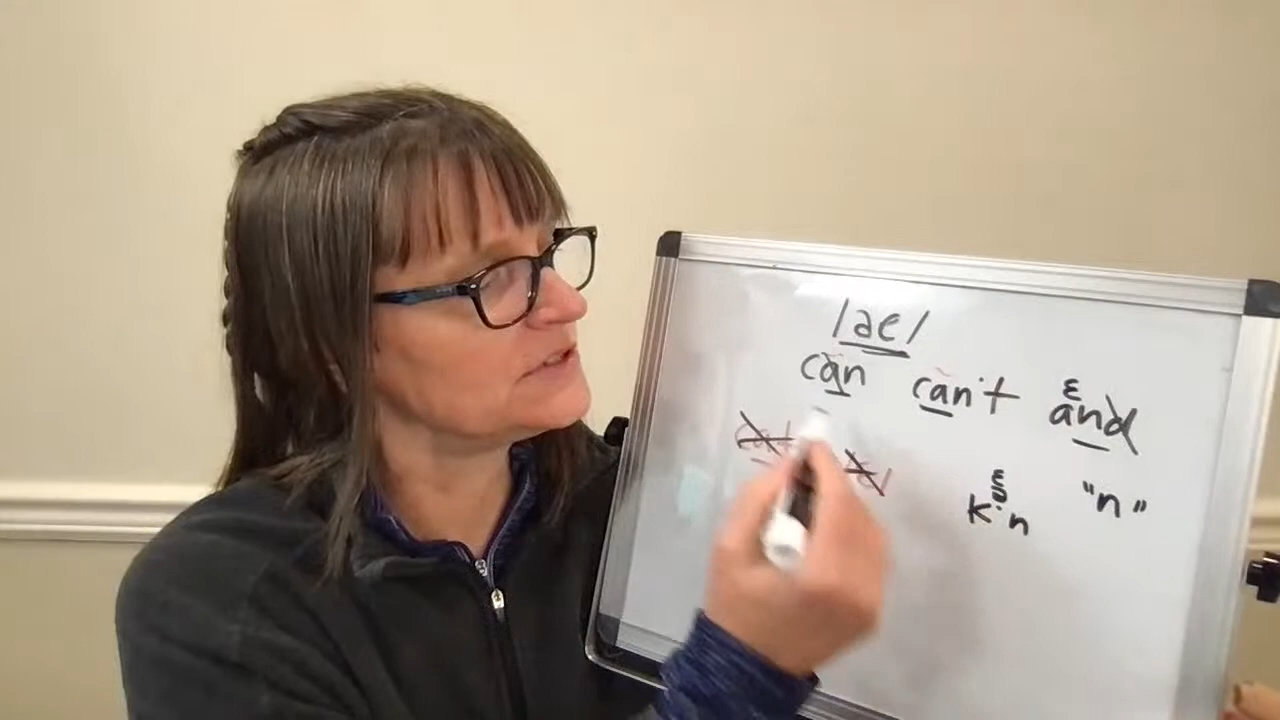 /ae/
can can't and
ε
ε
k:n "n"